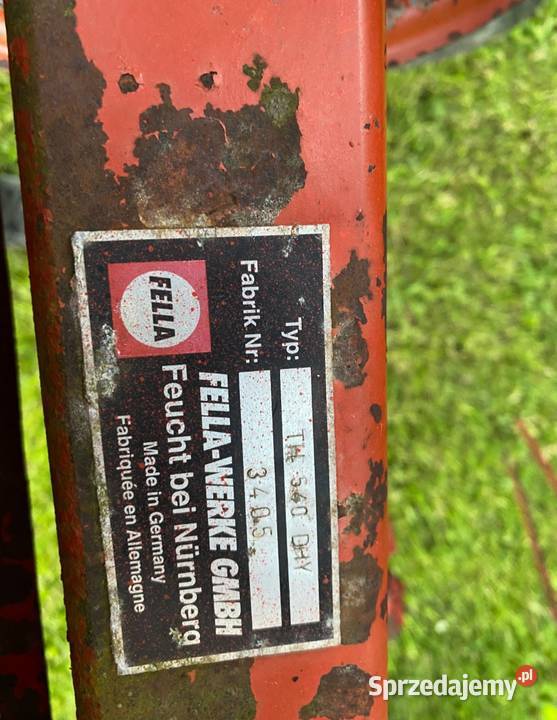 FELLA
Typ: TH 540 DHY
Fabrik Nr: 3405
FELLA-WERKE GMBH
Feucht bei Nürnberg
Made in Germany
Fabriquée en Allemagne
Sprzedajemy.pl